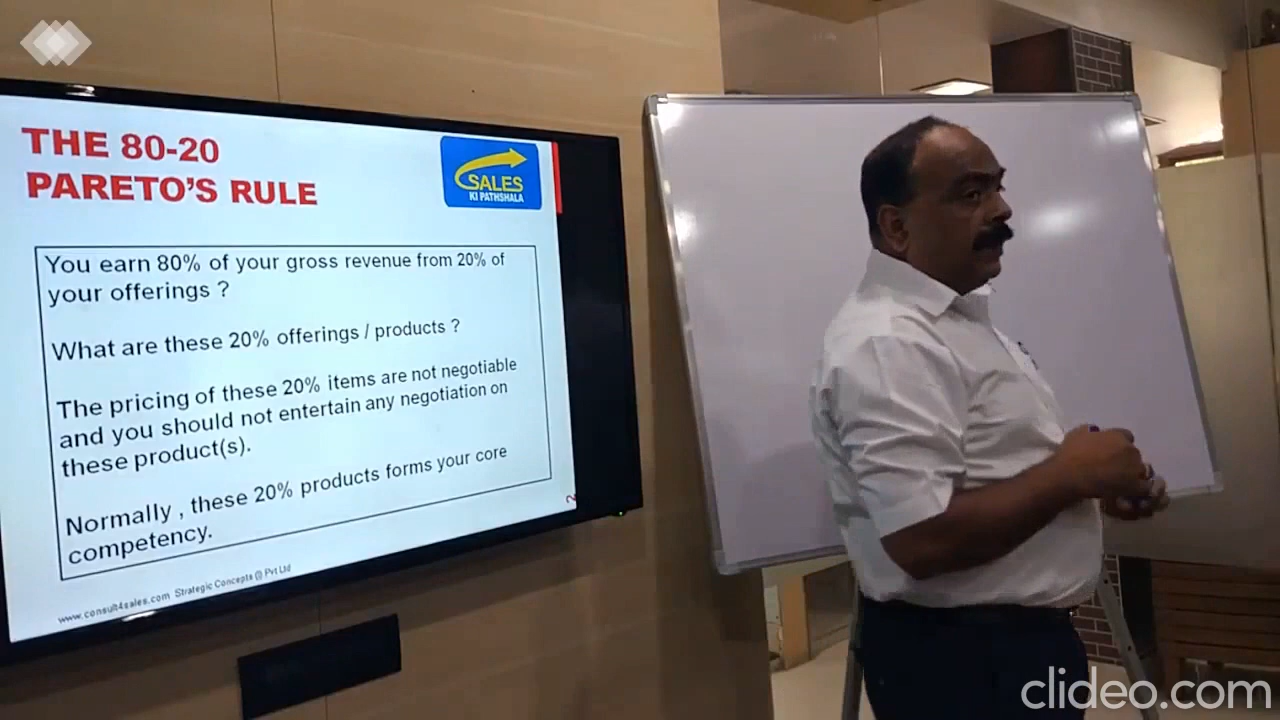 THE 80-20
PARETO'S RULE
SALES
KI PATHSHALA
You earn 80% of your gross revenue from 20% of
your offerings ?
What are these 20% offerings / products ?
The pricing of these 20% items are not negotiable
and you should not entertain any negotiation on
these product(s).
Normally , these 20% products forms your core
competency.
www.consult4sales.com Strategic Concepts @ Pvt Ltd
clideo.com